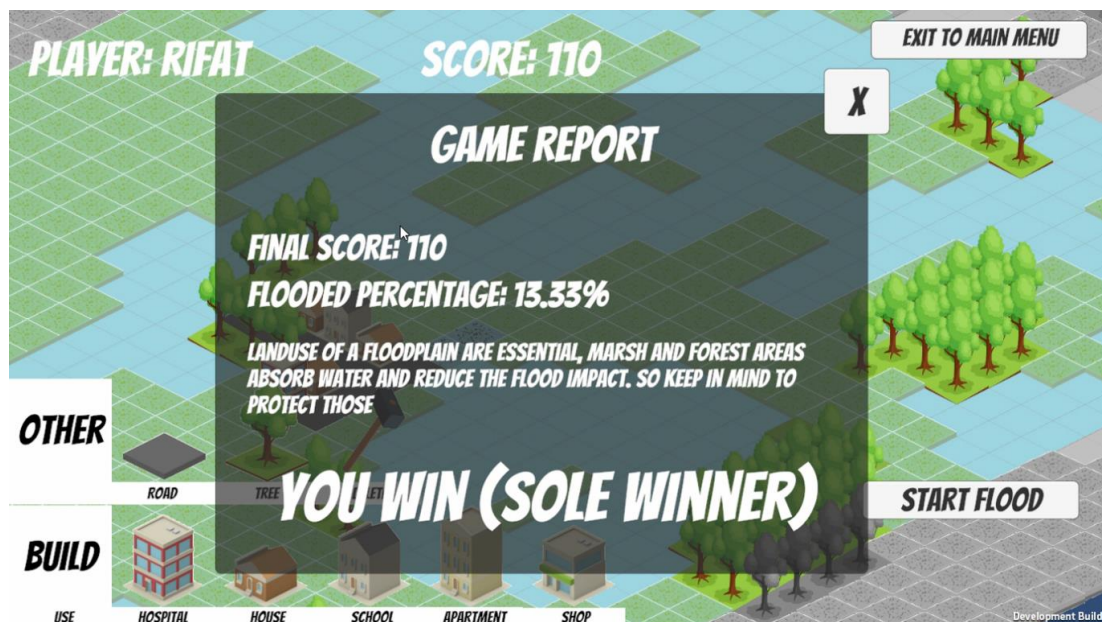 PLAYER: RIFAT
SCORE: 110
EXIT TO MAIN MENU
X
GAME REPORT
FINAL SCORE: 110
FLOODED PERCENTAGE: 13.33%
LANDUSE OF A FLOODPLAIN ARE ESSENTIAL, MARSH AND FOREST AREAS
ABSORB WATER AND REDUCE THE FLOOD IMPACT. SO KEEP IN MIND TO
PROTECT THOSE
YOU WIN (SOLE WINNER)
OTHER
ROAD
TREE
START FLOOD
BUILD
USE
HOSPITAL
HOUSE
SCHOOL
APARTMENT
SHOP
Development Build